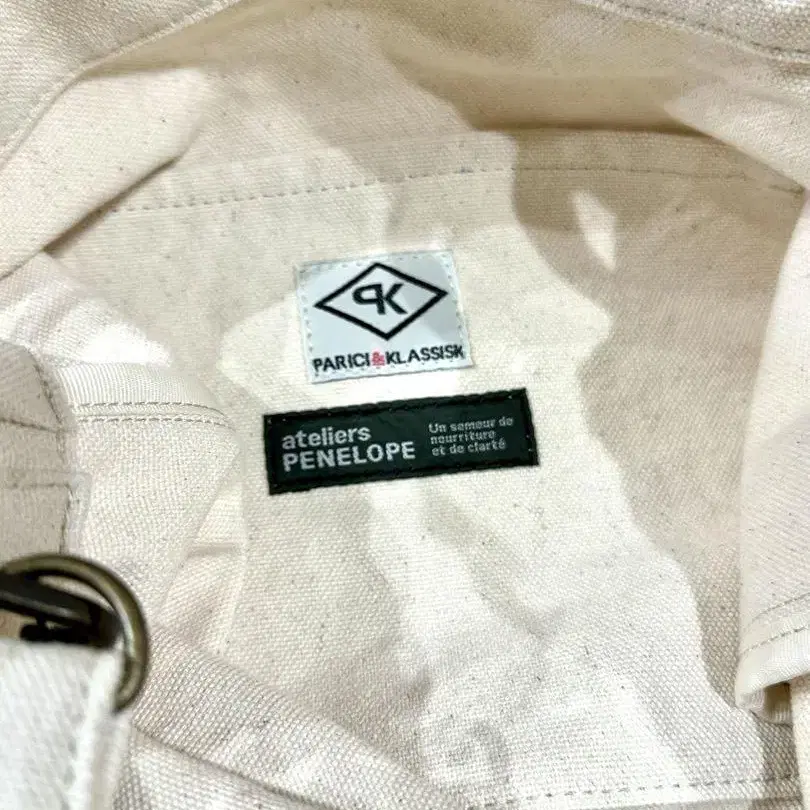 PK
PARICI&KLASSISK
ateliers
PENELOPE
Un semeur de
nourriture
et de clarté